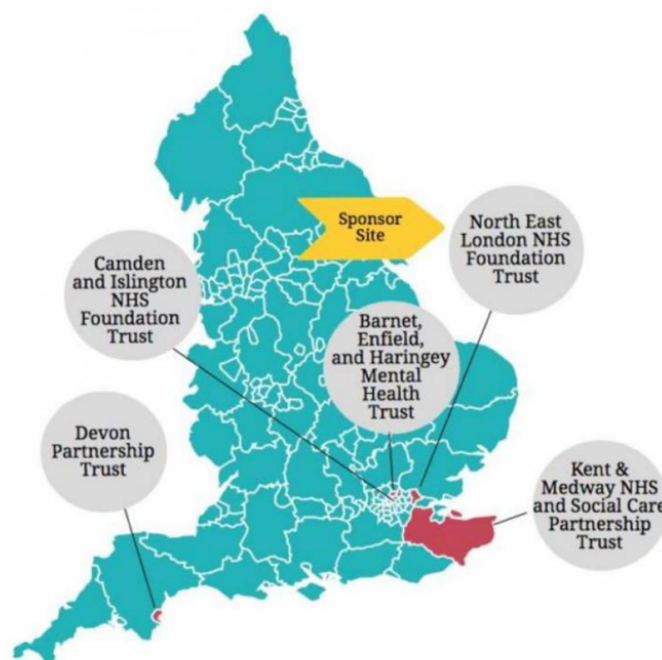 Sponsor
Site
North East
London NHS
Foundation
Trust
Camden
and Islington
NHS
Foundation
Trust
Barnet,
Enfield,
and Haringey
Mental
Health
Trust
Devon
Partnership
Trust
Kent &
Medway NHS
and Social Care
Partnership
Trust